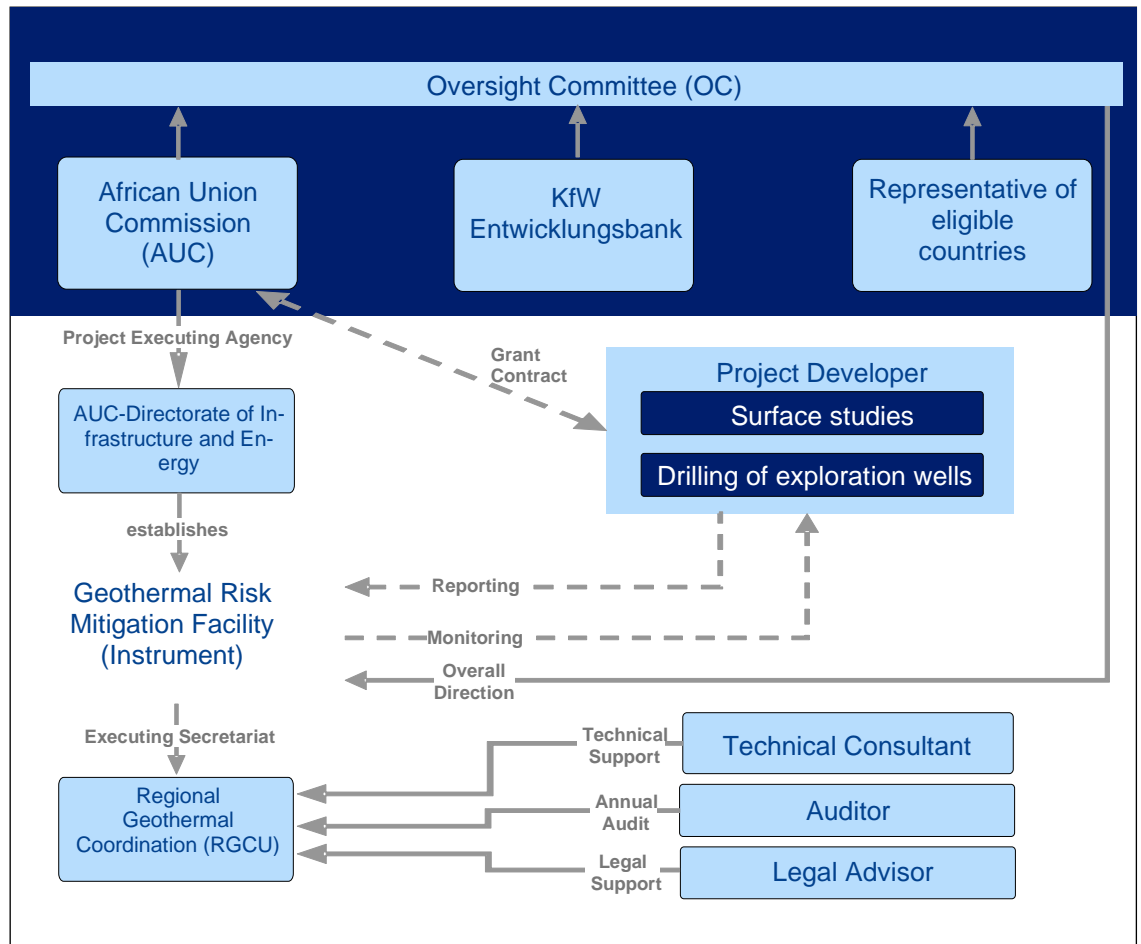 Oversight Committee (OC)
African Union
Commission
(AUC)
KfW
Entwicklungsbank
Representative of
eligible
countries
Project Executing Agency
Grant
Contract
Project Developer
Surface studies
Drilling of exploration wells
AUC-Directorate of In-
frastructure and En-
ergy
establishes
Geothermal Risk
Mitigation Facility
(Instrument)
Reporting
Monitoring
Overall
Direction
Executing Secretariat
Regional
Geothermal
Coordination (RGCU)
Technical
Support
Technical Consultant
Annual
Audit
Auditor
Legal
Support
Legal Advisor